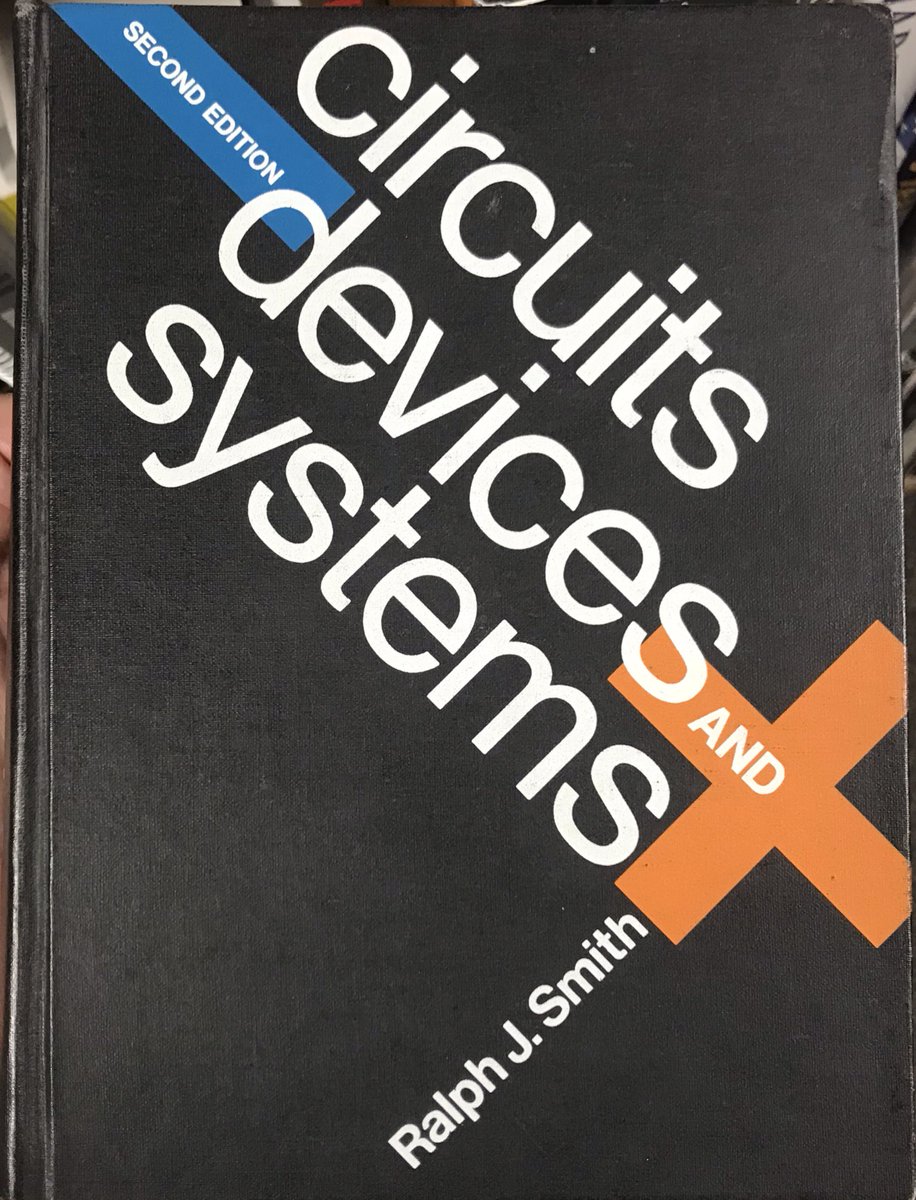 SECOND EDITION
circuits
devices
AND
systems
Ralph J. Smith